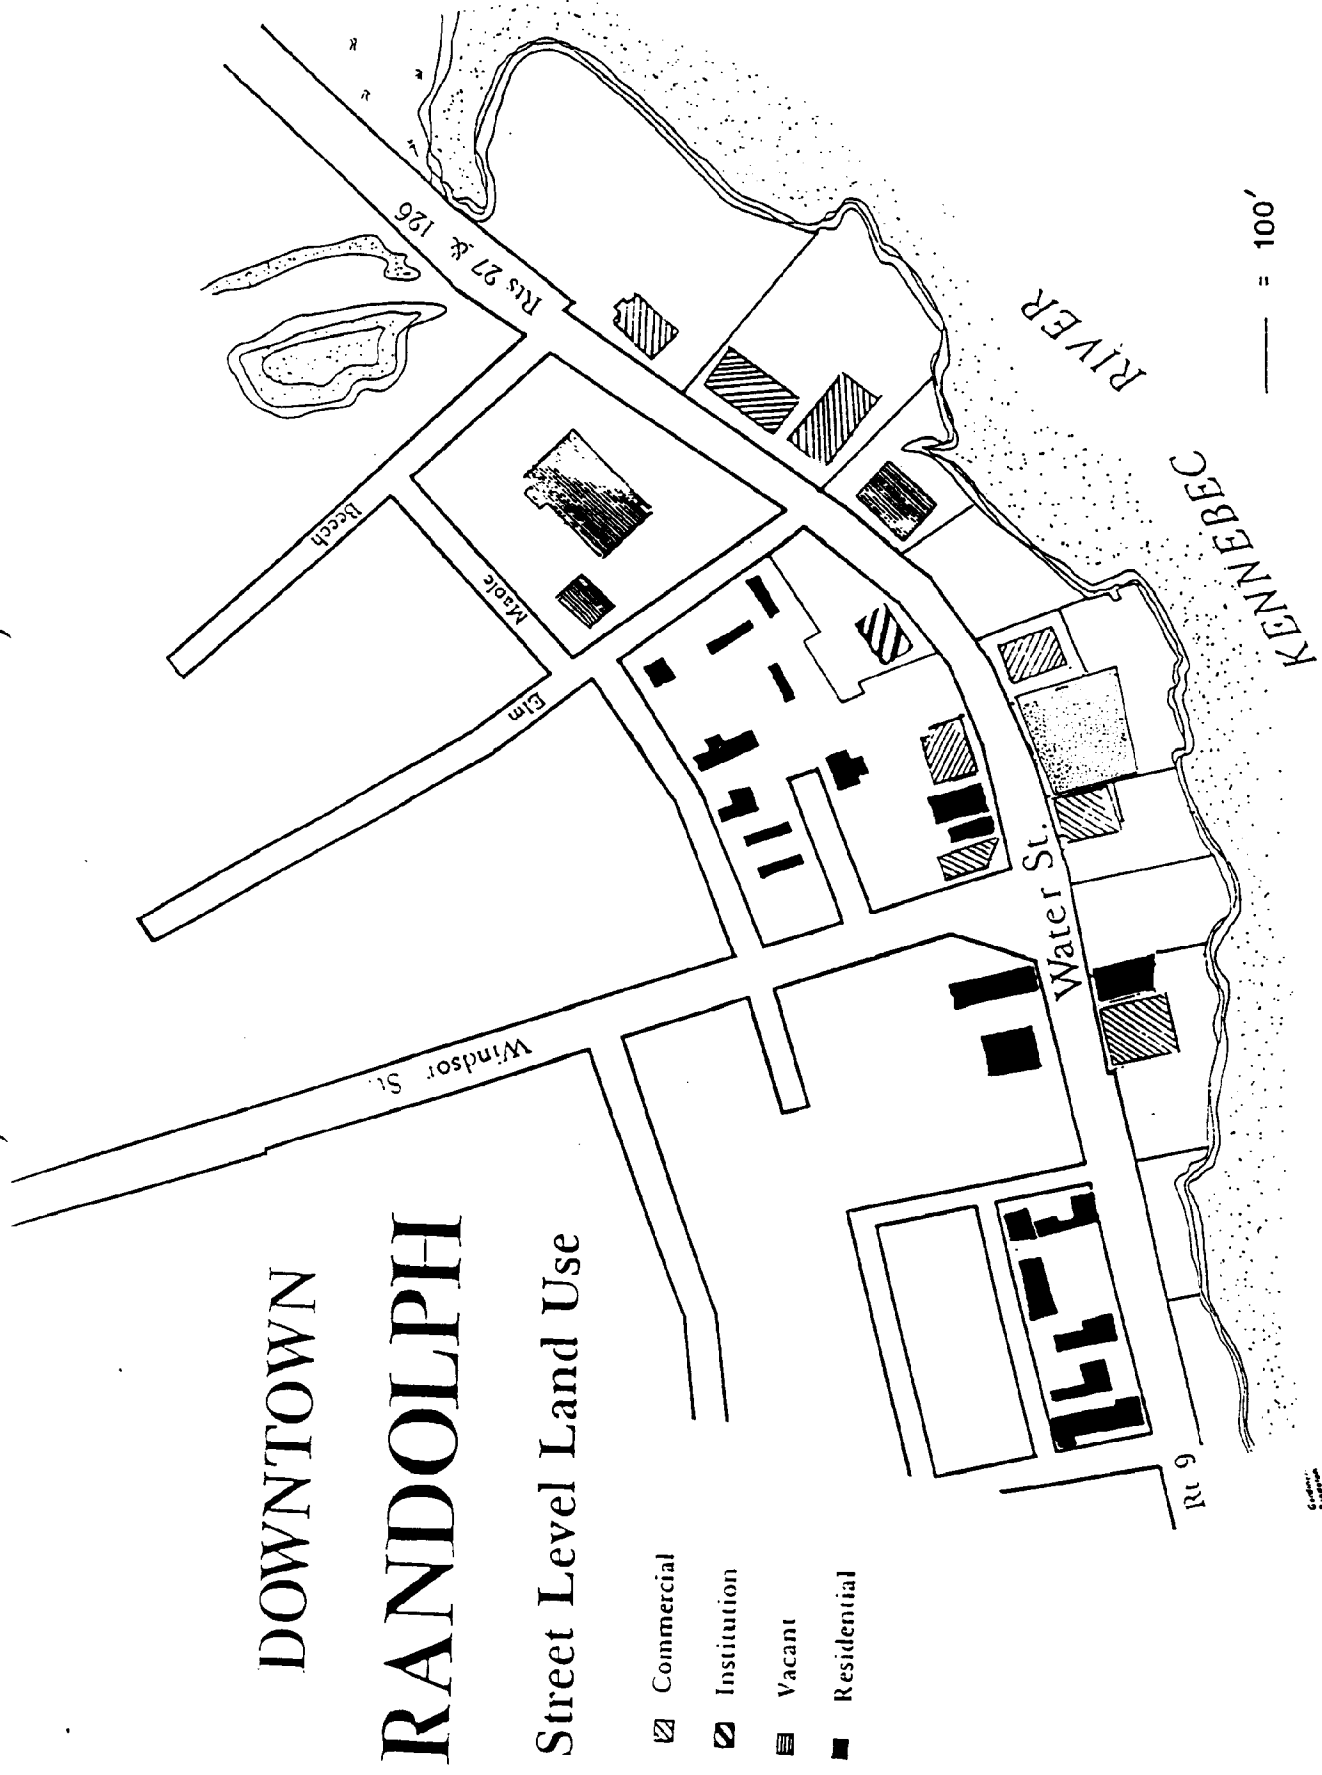 DOWNTOWN
RANDOLPH
Street Level Land Use
Commercial
Institution
Vacant
Residential
Windsor St.
Elm
Maple
Beech
Rts 27 & 126
Water St.
Rt 9
KENNEBEC
RIVER
= 100'